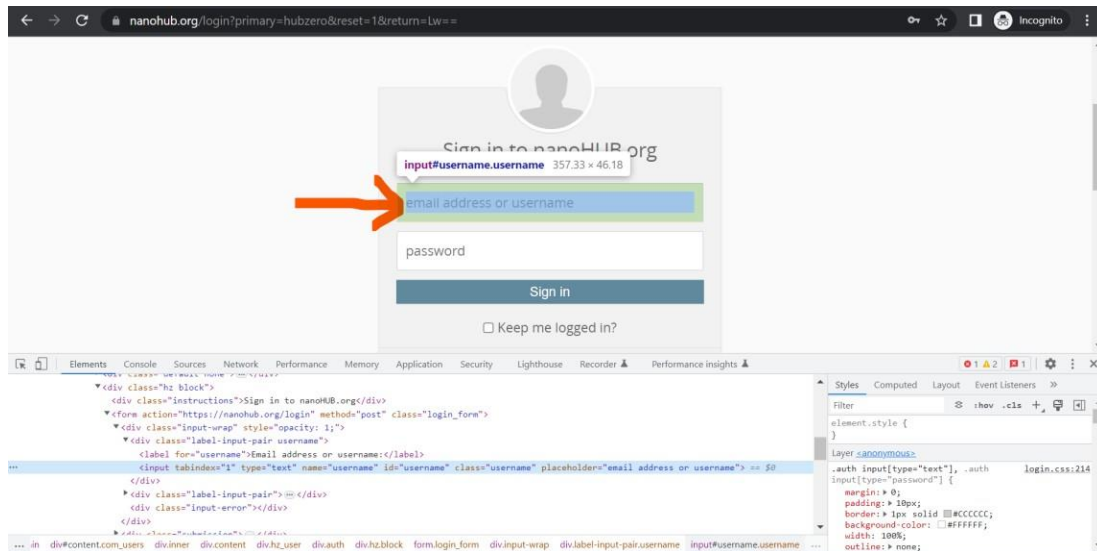 nanohub.org/login?primary=hubzero&reset=1&return=Lw==
Incognito
Sign in to nanoHUB.org
input#username.username 357.33 × 46.18
email address or username
password
Sign in
Keep me logged in?
Elements Console Sources Network Performance Memory Application Security Lighthouse Recorder Performance insights 1 2 1
<div class="hz block">
<div class="instructions">Sign in to nanoHUB.org</div>
<form action="https://nanohub.org/login" method="post" class="login_form">
<div class="input-wrap" style="opacity: 1;">
<div class="label-input-pair username">
<label for="username">Email address or username:</label>
<input tabindex="1" type="text" name="username" id="username" class="username" placeholder="email address or username"> == $0
</div>
<div class="label-input-pair">…</div>
<div class="input-error"></div>
</div>
… in div#content.com_users div.inner div.content div.hz_user div.auth div.hz.block form.login_form div.input-wrap div.label-input-pair.username input#username.username …
Styles Computed Layout Event Listeners »
Filter :hov .cls +
element.style {
}
Layer <anonymous>
.auth input[type="text"], .auth login.css:214
input[type="password"] {
margin: 0;
padding: 10px;
border: 1px solid #CCCCCC;
background-color: #FFFFFF;
width: 100%;
outline: none;